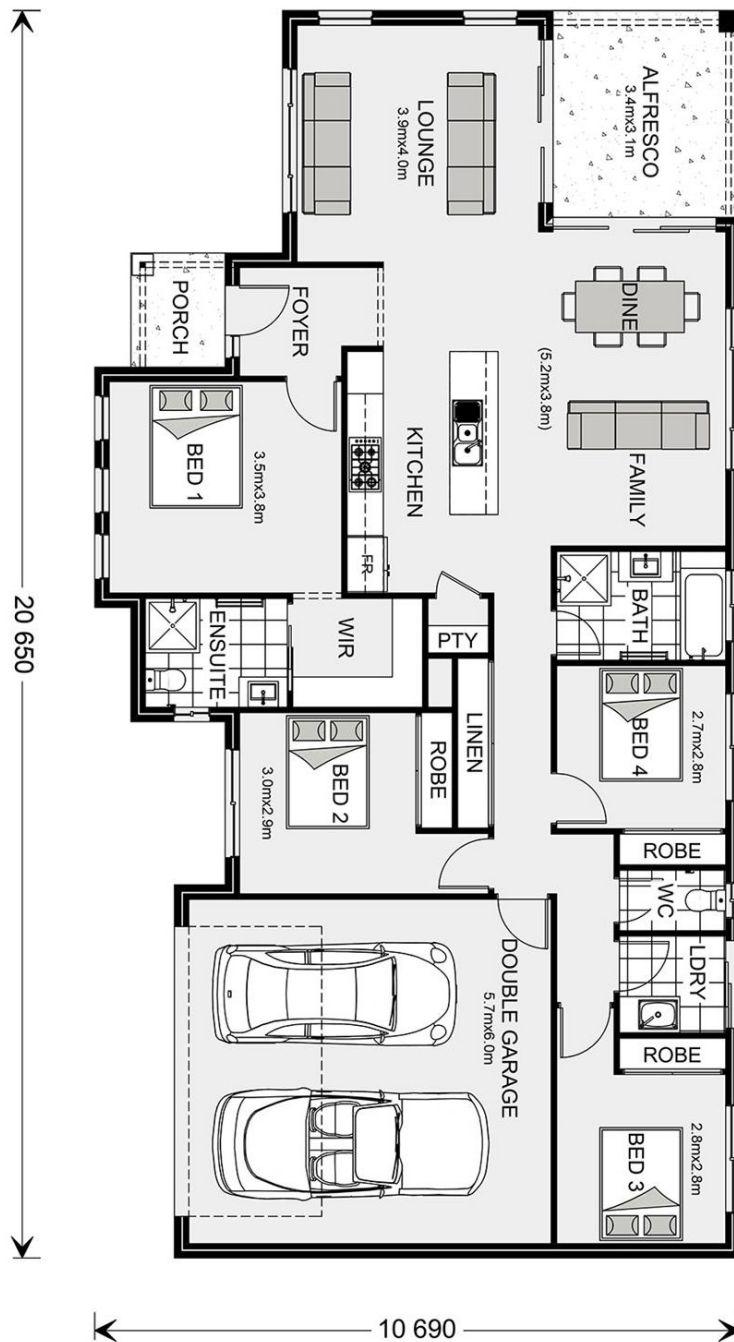 ALFRESCO
3.4mx3.1m
LOUNGE
3.9mx4.0m
PORCH
FOYER
DINE
(5.2mx3.8m)
FAMILY
KITCHEN
BED 1
3.5mx3.8m
FR
ENSUITE
WIR
PTY
BATH
LINEN
BED 2
3.0mx2.9m
ROBE
BED 4
2.7mx2.8m
ROBE
WC
LDRY
DOUBLE GARAGE
5.7mx6.0m
ROBE
BED 3
2.8mx2.8m
20 650
10 690